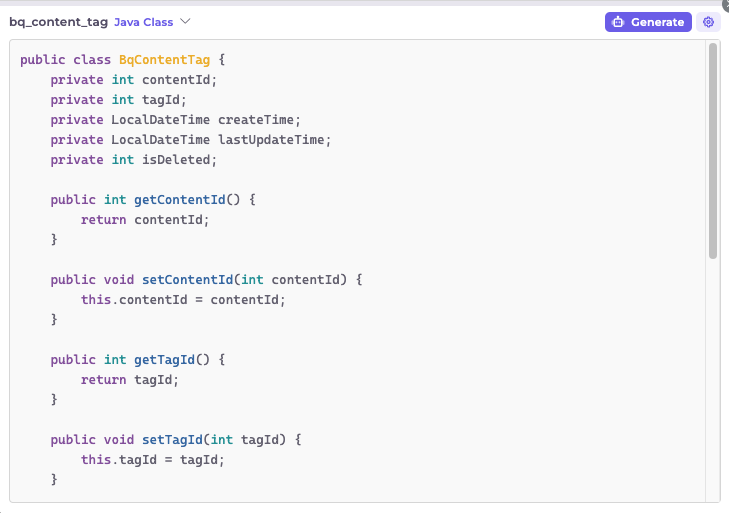 bq_content_tag Java Class Generate
public class BqContentTag {
    private int contentId;
    private int tagId;
    private LocalDateTime createTime;
    private LocalDateTime lastUpdateTime;
    private int isDeleted;

    public int getContentId() {
        return contentId;
    }

    public void setContentId(int contentId) {
        this.contentId = contentId;
    }

    public int getTagId() {
        return tagId;
    }

    public void setTagId(int tagId) {
        this.tagId = tagId;
    }